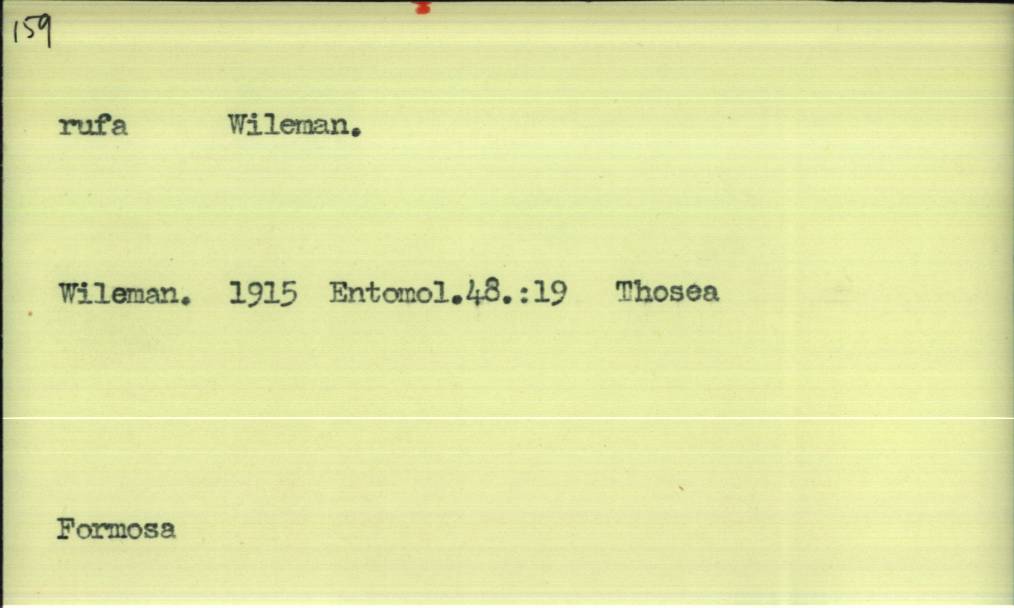 159
rufa Wileman.
Wileman. 1915 Entomol.48.:19 Thosea
Formosa